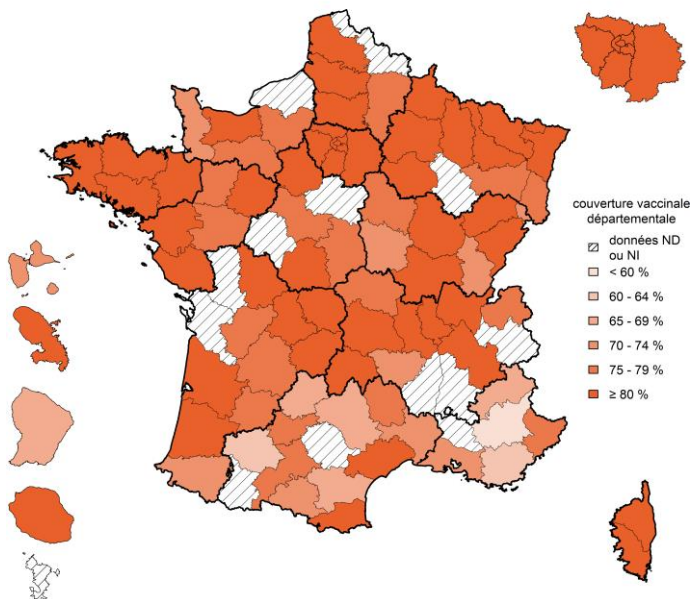 couverture vaccinale
départementale
données ND
ou NI
< 60 %
60 - 64 %
65 - 69 %
70 - 74 %
75 - 79 %
≥ 80 %